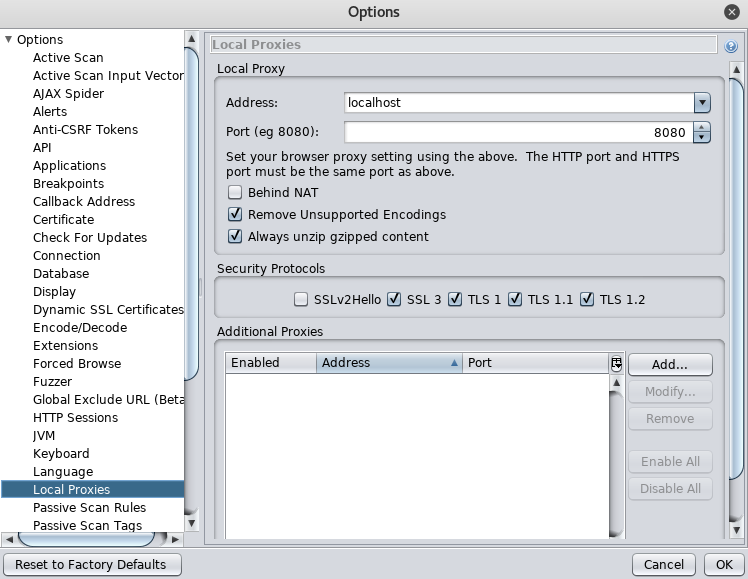 Options
Options
Active Scan
Active Scan Input Vector
AJAX Spider
Alerts
Anti-CSRF Tokens
API
Applications
Breakpoints
Callback Address
Certificate
Check For Updates
Connection
Database
Display
Dynamic SSL Certificates
Encode/Decode
Extensions
Forced Browse
Fuzzer
Global Exclude URL (Beta
HTTP Sessions
JVM
Keyboard
Language
Local Proxies
Passive Scan Rules
Passive Scan Tags
Local Proxies
Local Proxy
Address: localhost
Port (eg 8080): 8080
Set your browser proxy setting using the above. The HTTP port and HTTPS
port must be the same port as above.
Behind NAT
Remove Unsupported Encodings
Always unzip gzipped content
Security Protocols
SSLv2Hello SSL 3 TLS 1 TLS 1.1 TLS 1.2
Additional Proxies
Enabled Address Port
Add...
Modify...
Remove
Enable All
Disable All
Reset to Factory Defaults Cancel OK